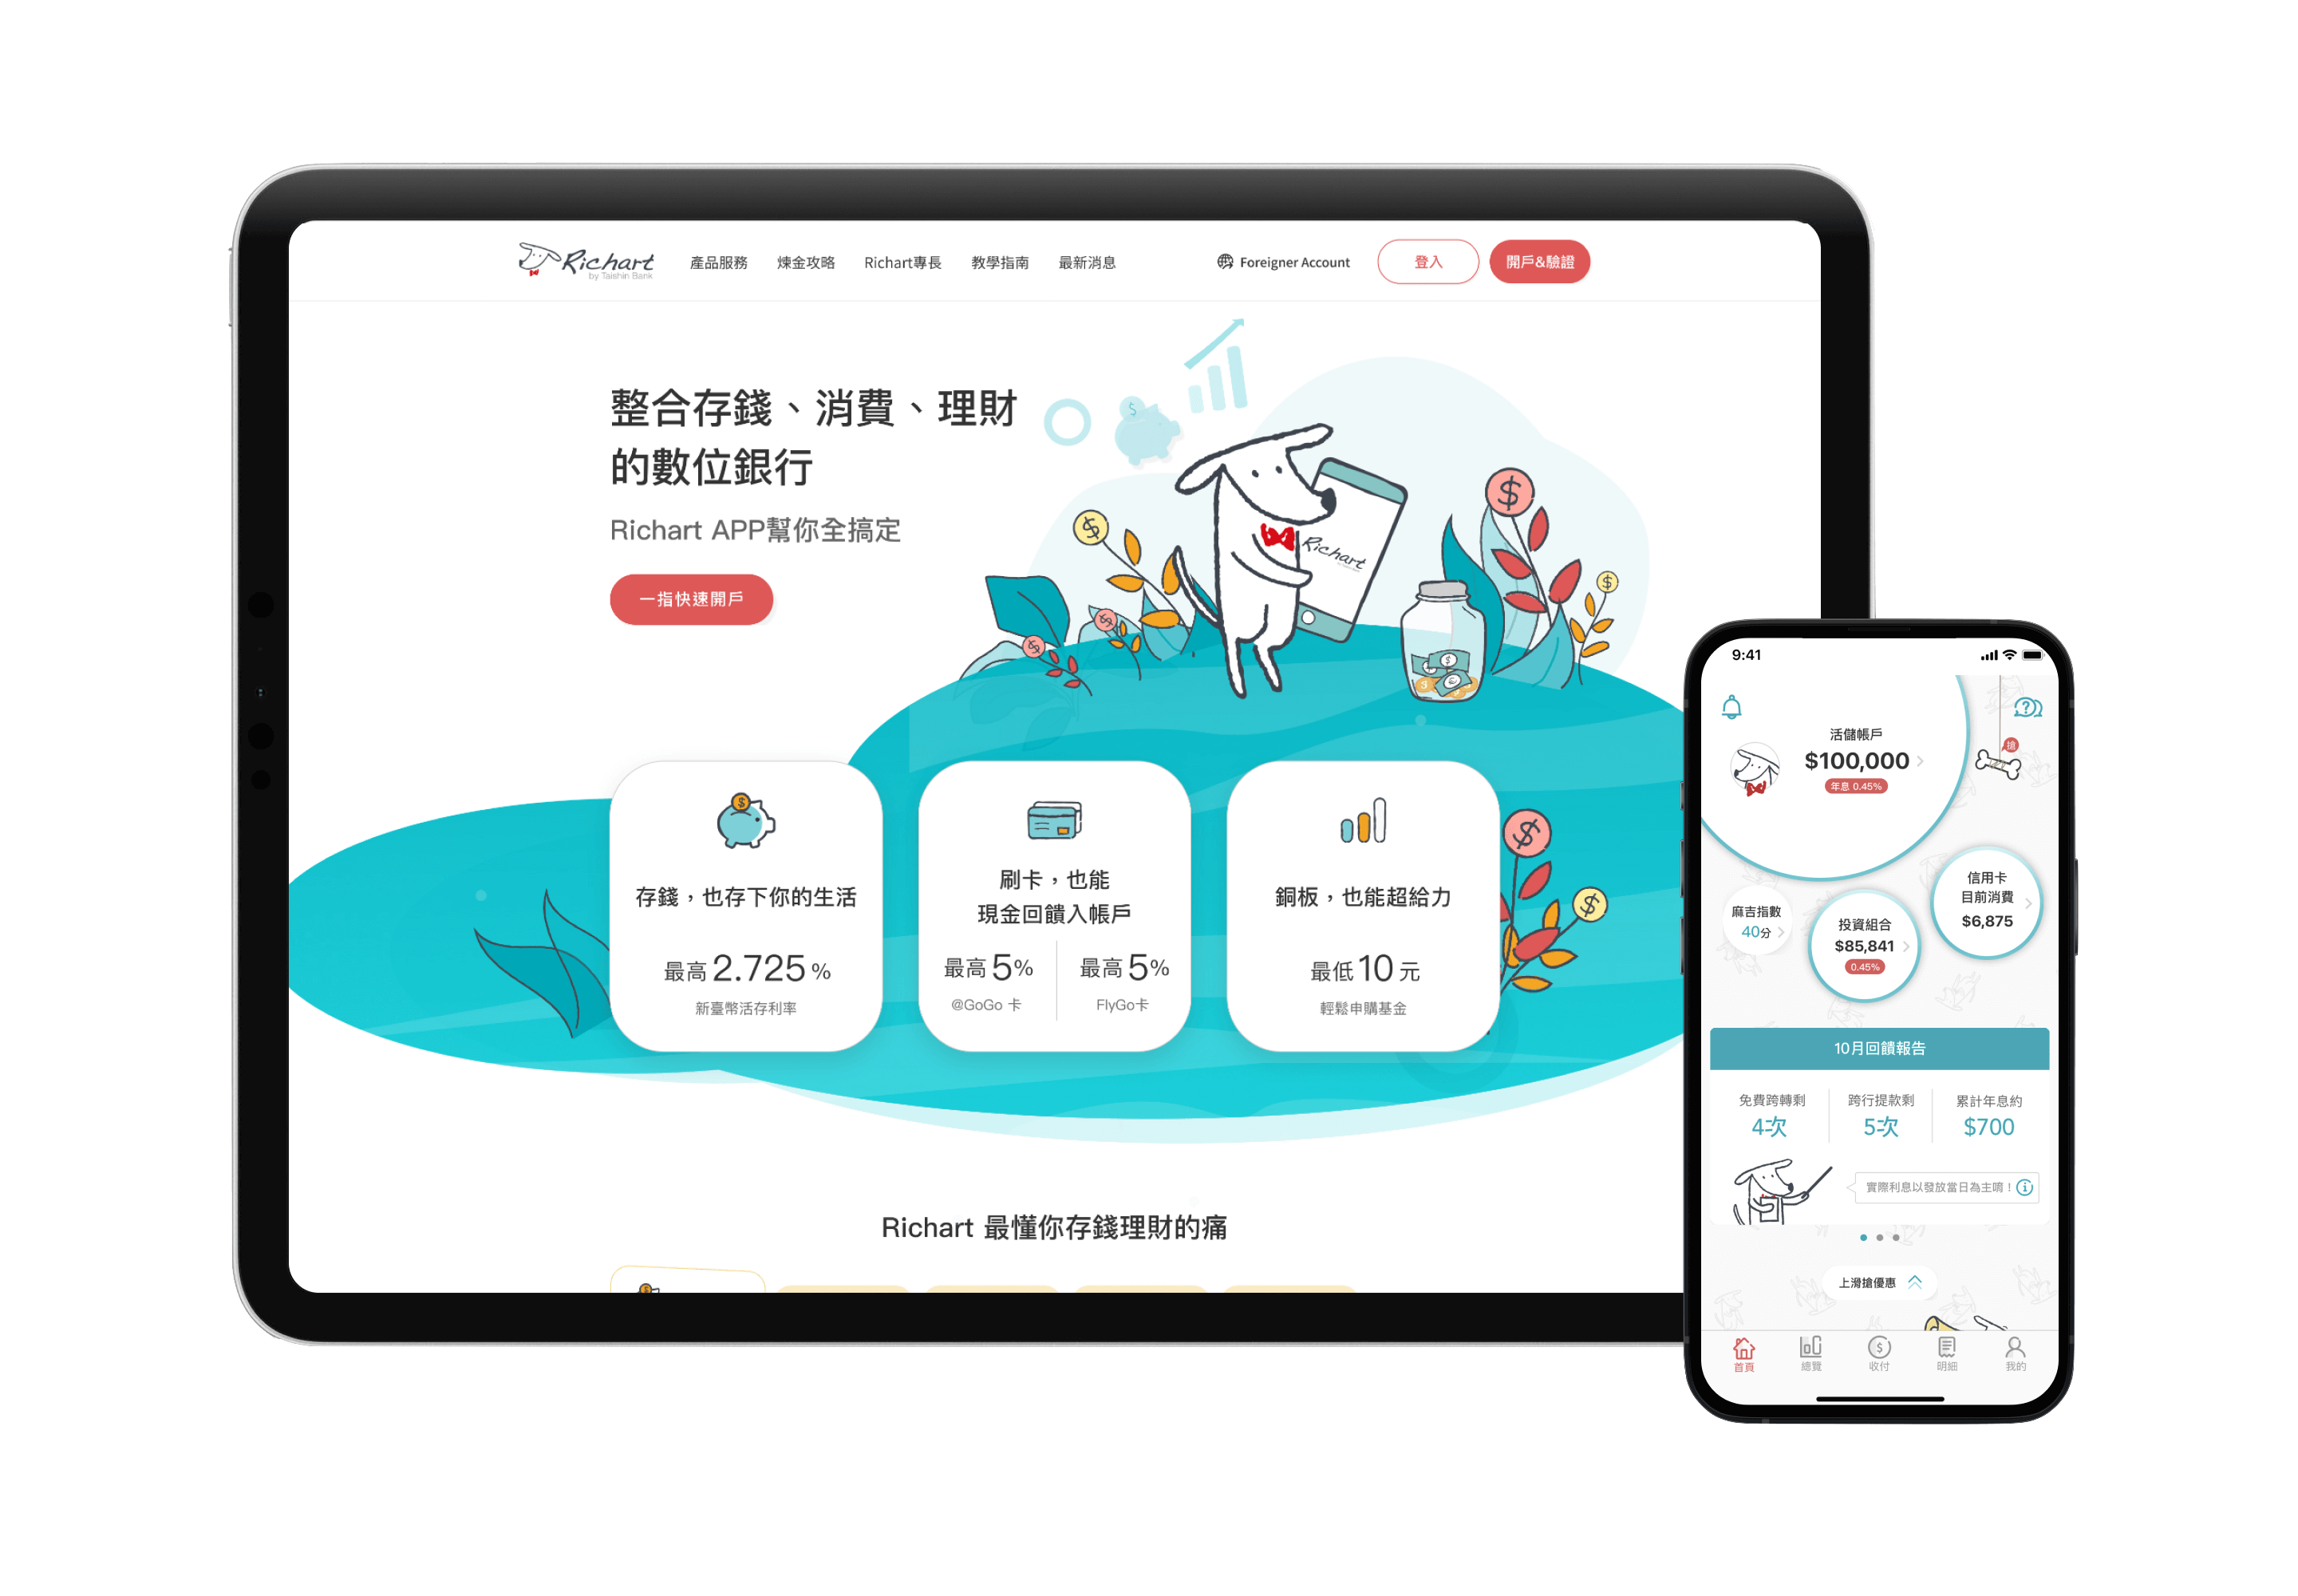 Richart
by Taishin Bank
產品服務
煉金攻略
Richart專長
教學指南
最新消息
Foreigner Account
登入
開戶&驗證
整合存錢、消費、理財
的數位銀行
Richart APP幫你全搞定
一指快速開戶
Richart
存錢，也存下你的生活
最高 2.725 %
新臺幣活存利率
刷卡，也能
現金回饋入帳戶
最高 5%
@GoGo 卡
最高 5%
FlyGo卡
銅板，也能超給力
最低 10 元
輕鬆申購基金
Richart 最懂你存錢理財的痛
9:41
活儲帳戶
$100,000
年息 0.45%
搶
信用卡
目前消費
$6,875
麻吉指數
40分
投資組合
$85,841
0.45%
10月回饋報告
免費跨轉剩
4次
跨行提款剩
5次
累計年息約
$700
實際利息以發放當日為主唷！
上滑搶優惠
首頁
總覽
收付
明細
我的